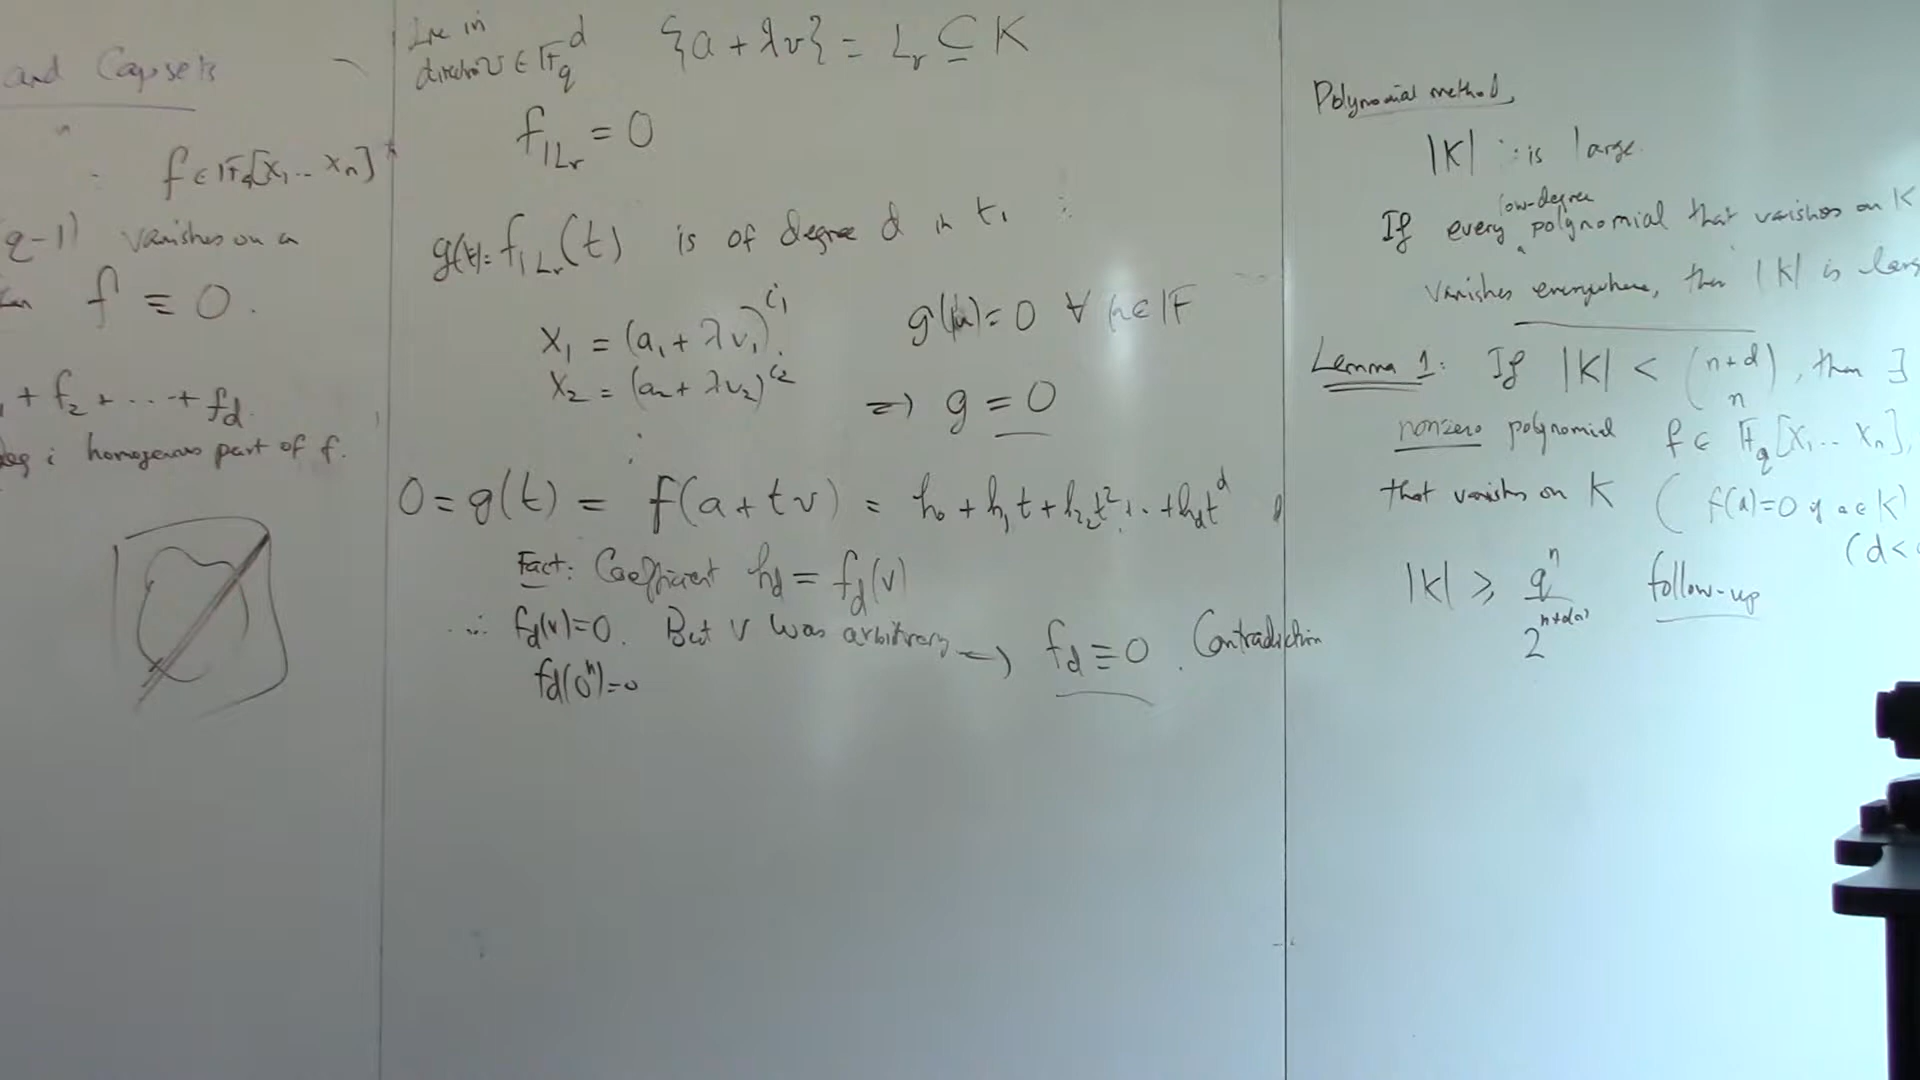 and Capsets
f ∈ F_q[x_1 … x_n]
q-1) vanishes on a
f ≡ 0.
+ f_2 + … + f_d.
deg i homogeneous part of f.
Line in
direction v ∈ F_q^d {a + λv} = L_v ⊆ K
f_{|L_v} = 0
g(t) = f_{|L_v}(t) is of degree d in t.
x_1 = (a_1 + λv_1)^{i_1} g(μ) = 0 ∀ μ ∈ F
x_2 = (a_2 + λv_2)^{i_2}
⋮
=> g = 0
0 = g(t) = f(a + tv) = h_0 + h_1t + h_2t^2 + … + h_dt^d
Fact: Coefficient h_d = f_d(v)
∴ f_d(v)=0. But v was arbitrary => f_d ≡ 0. Contradiction
f_d(0^n)=0
Polynomial method
|K| is large.
If every low-degree polynomial that vanishes on K
vanishes everywhere, then |K| is large
Lemma 1: If |K| < (n+d choose n), then ∃
nonzero polynomial f ∈ F_q[x_1 … x_n],
that vanishes on K (f(a)=0 if a ∈ K)
(d <
|K| ≥ q^n / 2^{n+o(n)} follow-up